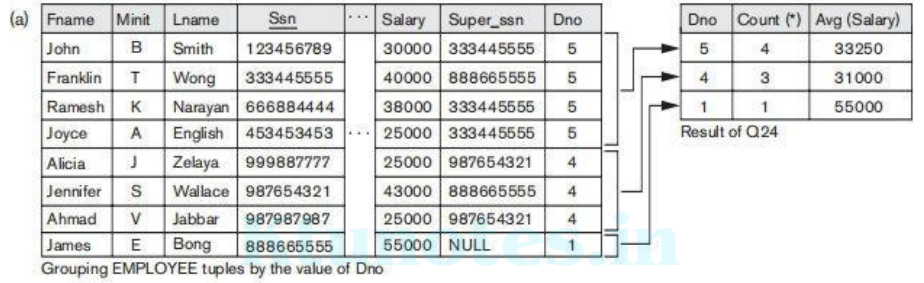 (a)
Fname Minit Lname Ssn ... Salary Super_ssn Dno
John B Smith 123456789 30000 333445555 5
Franklin T Wong 333445555 40000 888665555 5
Ramesh K Narayan 666884444 38000 333445555 5
Joyce A English 453453453 ... 25000 333445555 5
Alicia J Zelaya 999887777 25000 987654321 4
Jennifer S Wallace 987654321 43000 888665555 4
Ahmad V Jabbar 987987987 25000 987654321 4
James E Bong 888665555 55000 NULL 1
Grouping EMPLOYEE tuples by the value of Dno
Dno Count (*) Avg (Salary)
5 4 33250
4 3 31000
1 1 55000
Result of Q24
ktunotes.in